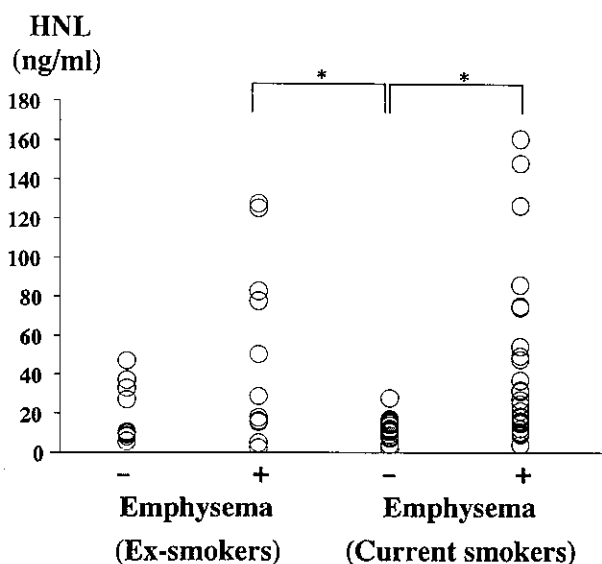 HNL
(ng/ml)
* *
180
160
140
120
100
80
60
40
20
0
− + − +
Emphysema Emphysema
(Ex-smokers) (Current smokers)